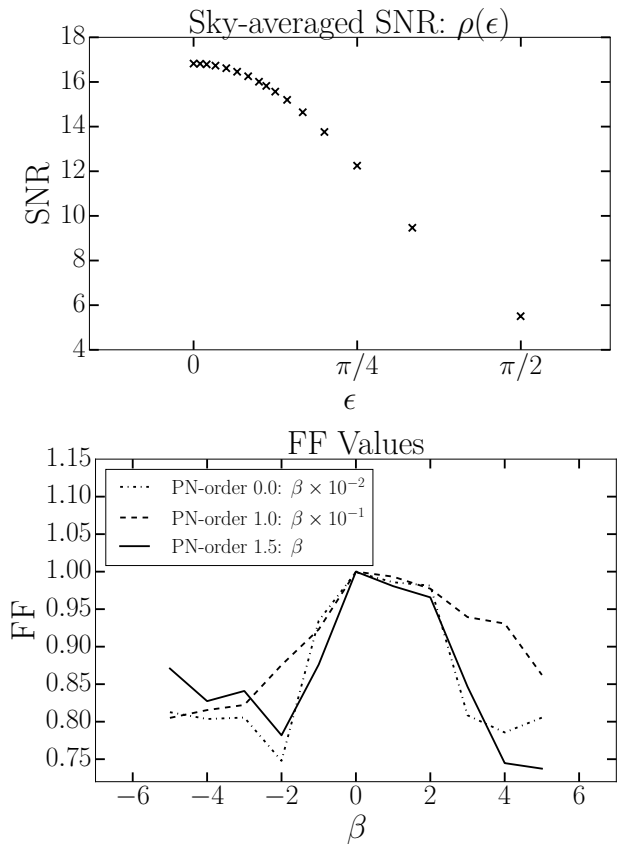 Sky-averaged SNR: ρ(ϵ)
18
16
14
12
10
8
6
4
SNR
0 π/4 π/2
ϵ
FF Values
1.15
1.10
1.05
1.00
0.95
0.90
0.85
0.80
0.75
FF
PN-order 0.0: β × 10⁻²
PN-order 1.0: β × 10⁻¹
PN-order 1.5: β
−6 −4 −2 0 2 4 6
β